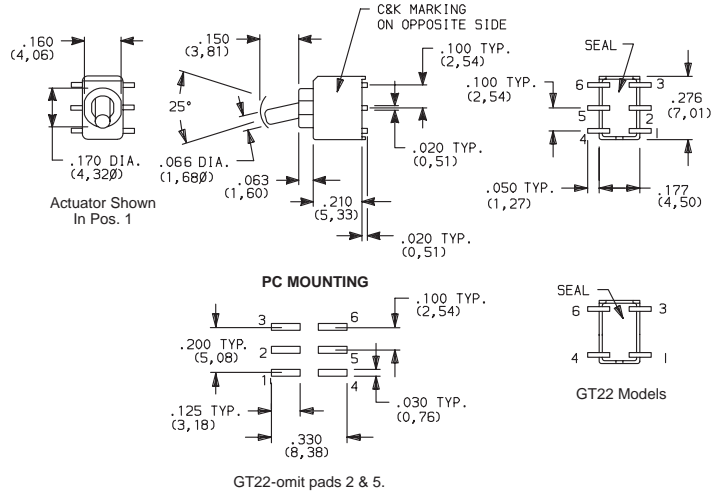 C&K MARKING
ON OPPOSITE SIDE
.160
(4,06)
.150
(3,81)
.100 TYP.
(2,54)
25°
.020 TYP.
(0,51)
.170 DIA.
(4,32Ø)
.066 DIA.
(1,68Ø)
.063
(1,60)
.210
(5,33)
.020 TYP.
(0,51)
Actuator Shown
In Pos. 1
SEAL
.100 TYP.
(2,54)
6
3
5
2
4
1
.276
(7,01)
.050 TYP.
(1,27)
.177
(4,50)
PC MOUNTING
3
6
.100 TYP.
(2,54)
.200 TYP.
(5,08)
2
5
1
4
.030 TYP.
(0,76)
.125 TYP.
(3,18)
.330
(8,38)
GT22-omit pads 2 & 5.
SEAL
6
3
4
1
GT22 Models